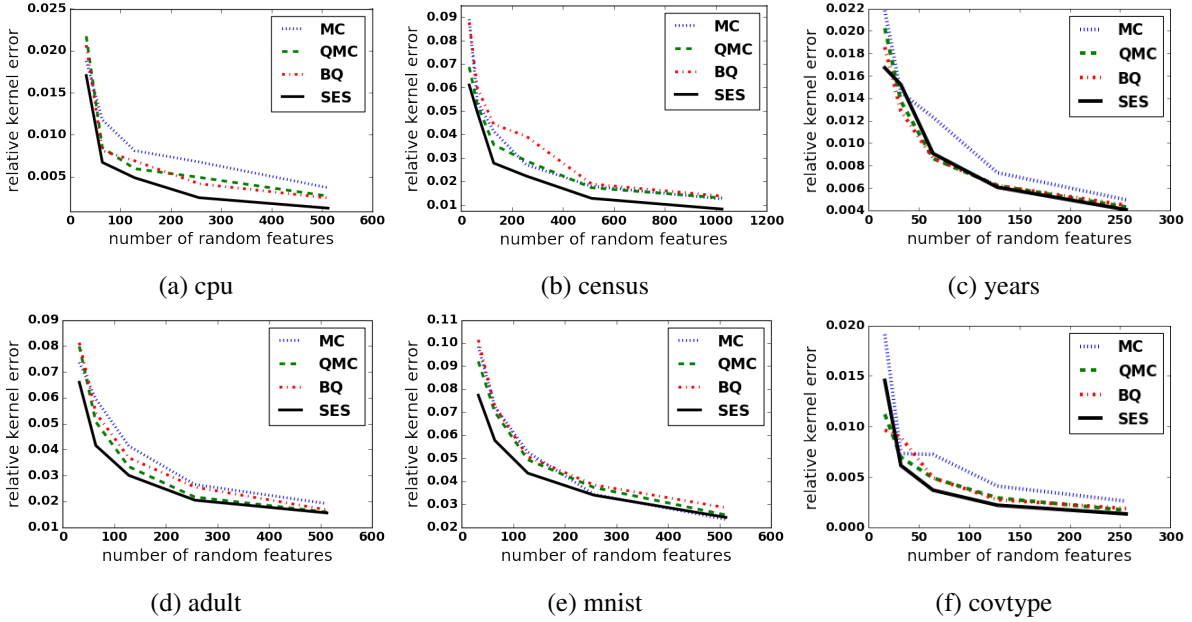 relative kernel error
0.025
0.020
0.015
0.010
0.005
0 100 200 300 400 500 600
number of random features
MC
QMC
BQ
SES
(a) cpu
relative kernel error
0.09
0.08
0.07
0.06
0.05
0.04
0.03
0.02
0.01
0 200 400 600 800 1000 1200
number of random features
MC
QMC
BQ
SES
(b) census
relative kernel error
0.022
0.020
0.018
0.016
0.014
0.012
0.010
0.008
0.006
0.004
0 50 100 150 200 250 300
number of random features
MC
QMC
BQ
SES
(c) years
relative kernel error
0.09
0.08
0.07
0.06
0.05
0.04
0.03
0.02
0.01
0 100 200 300 400 500 600
number of random features
MC
QMC
BQ
SES
(d) adult
relative kernel error
0.11
0.10
0.09
0.08
0.07
0.06
0.05
0.04
0.03
0.02
0 100 200 300 400 500 600
number of random features
MC
QMC
BQ
SES
(e) mnist
relative kernel error
0.020
0.015
0.010
0.005
0.000
0 50 100 150 200 250 300
number of random features
MC
QMC
BQ
SES
(f) covtype